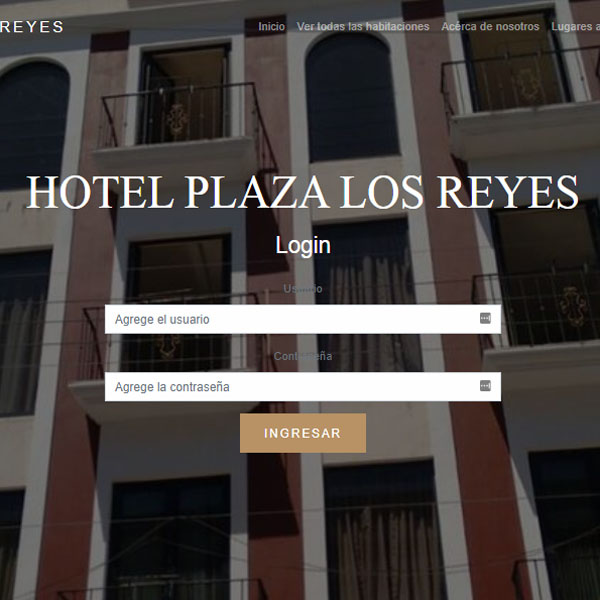 REYES
Inicio Ver todas las habitaciones Acérca de nosotros Lugares a
HOTEL PLAZA LOS REYES
Login
Usuario
Agrege el usuario
Contraseña
Agrege la contraseña
INGRESAR